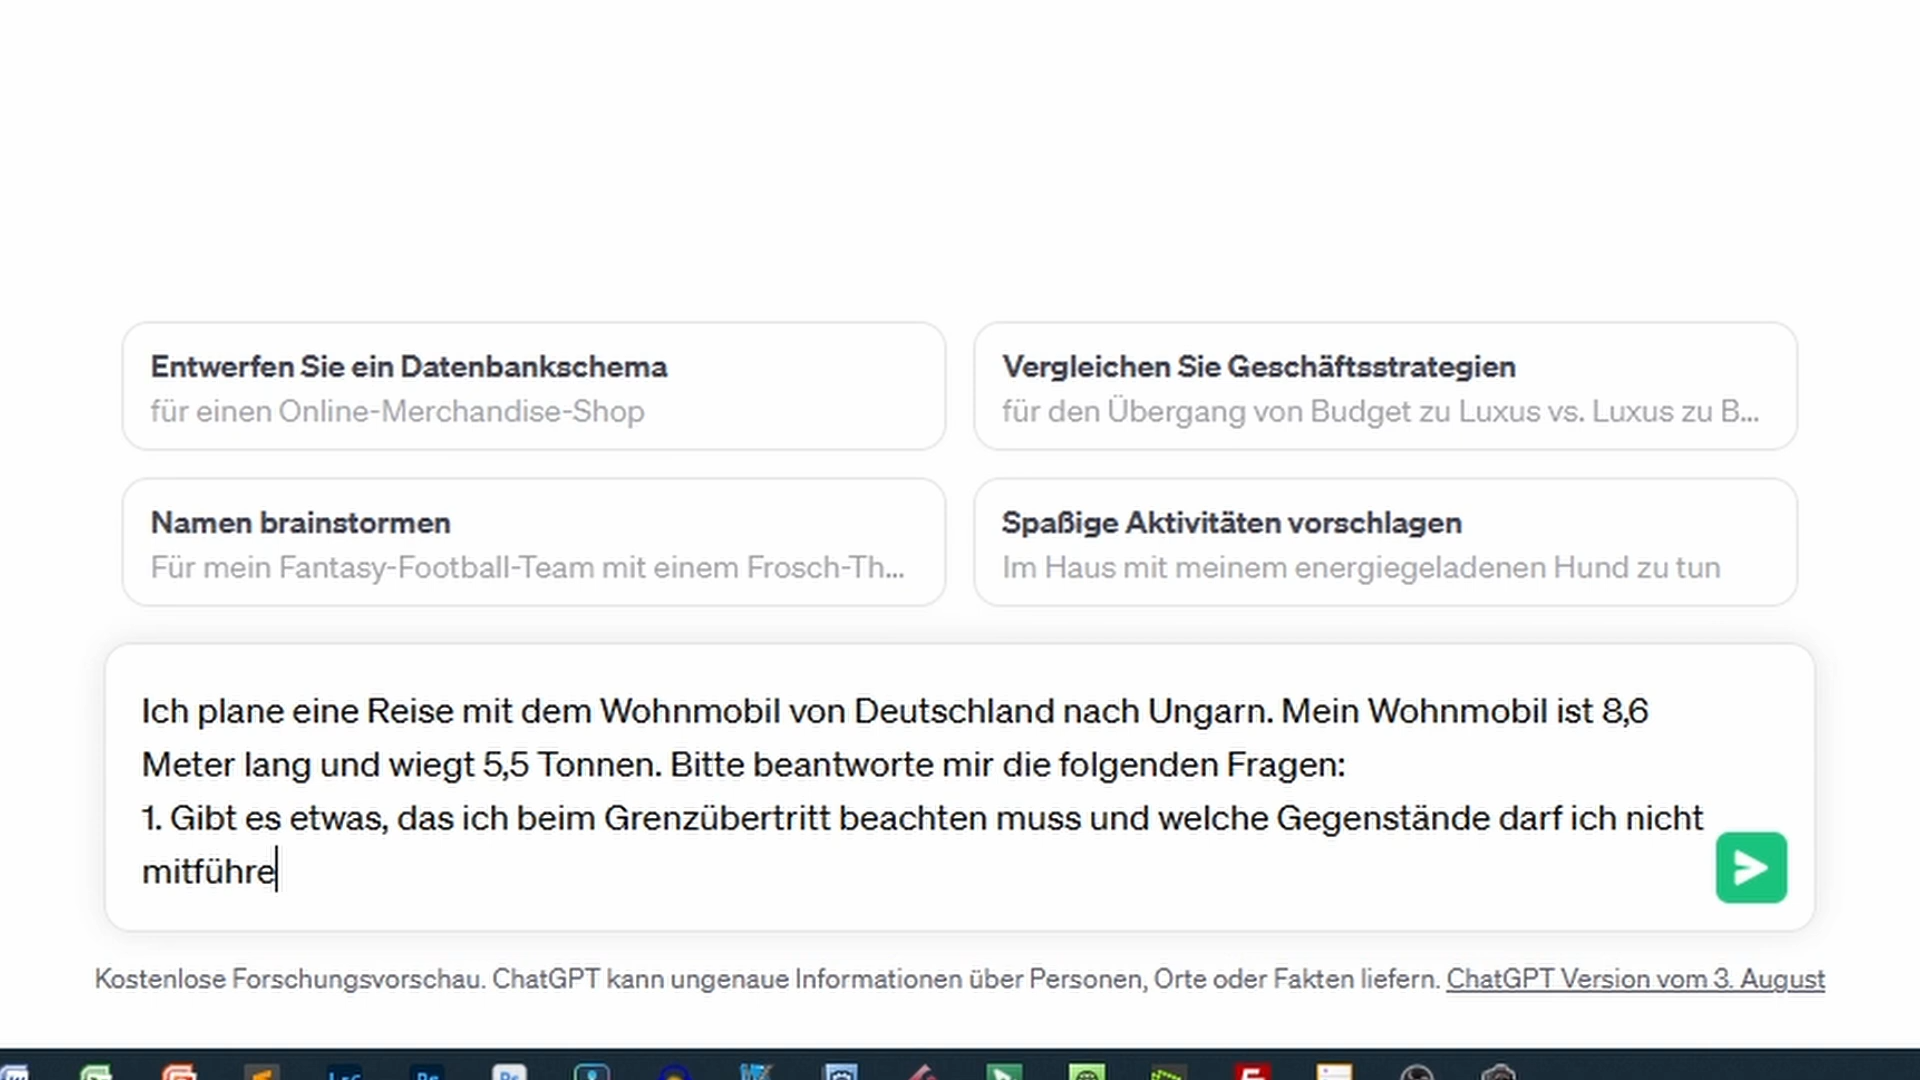 Entwerfen Sie ein Datenbankschema
für einen Online-Merchandise-Shop
Vergleichen Sie Geschäftsstrategien
für den Übergang von Budget zu Luxus vs. Luxus zu B...
Namen brainstormen
Für mein Fantasy-Football-Team mit einem Frosch-Th...
Spaßige Aktivitäten vorschlagen
Im Haus mit meinem energiegeladenen Hund zu tun
Ich plane eine Reise mit dem Wohnmobil von Deutschland nach Ungarn. Mein Wohnmobil ist 8,6
Meter lang und wiegt 5,5 Tonnen. Bitte beantworte mir die folgenden Fragen:
1. Gibt es etwas, das ich beim Grenzübertritt beachten muss und welche Gegenstände darf ich nicht
mitführe
Kostenlose Forschungsvorschau. ChatGPT kann ungenaue Informationen über Personen, Orte oder Fakten liefern. ChatGPT Version vom 3. August